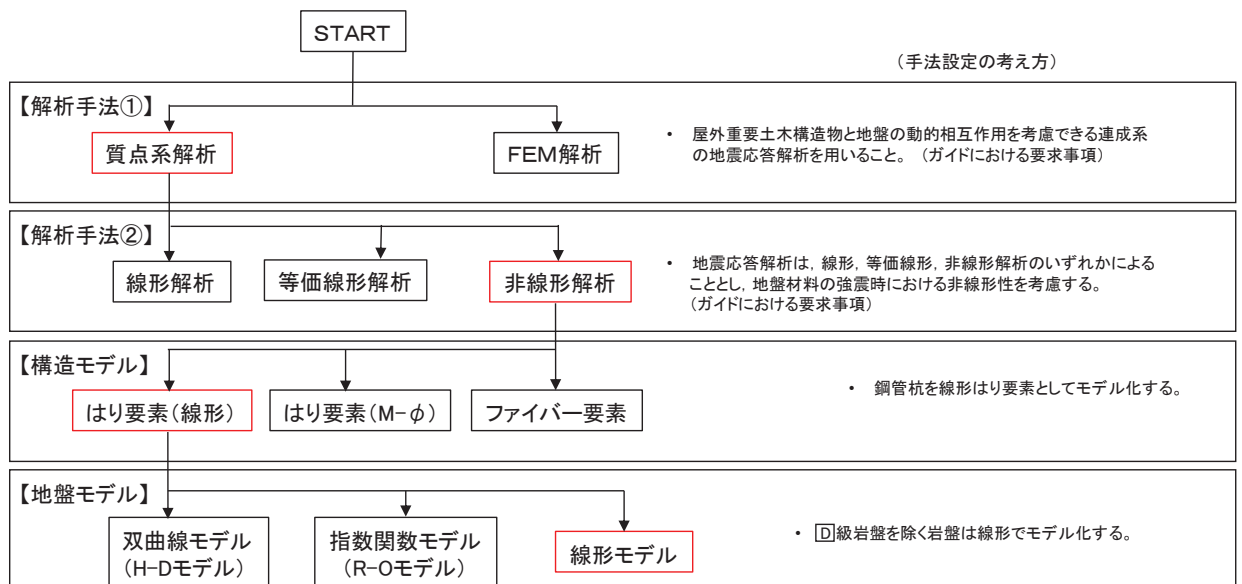 START
（手法設定の考え方）
【解析手法①】
質点系解析
FEM解析
・ 屋外重要土木構造物と地盤の動的相互作用を考慮できる連成系
の地震応答解析を用いること。（ガイドにおける要求事項）
【解析手法②】
線形解析
等価線形解析
非線形解析
・ 地震応答解析は，線形，等価線形，非線形解析のいずれかによる
こととし，地盤材料の強震時における非線形性を考慮する。
（ガイドにおける要求事項）
【構造モデル】
はり要素（線形）
はり要素（M-φ）
ファイバー要素
・ 鋼管杭を線形はり要素としてモデル化する。
【地盤モデル】
双曲線モデル
（H-Dモデル）
指数関数モデル
（R-Oモデル）
線形モデル
・ D級岩盤を除く岩盤は線形でモデル化する。